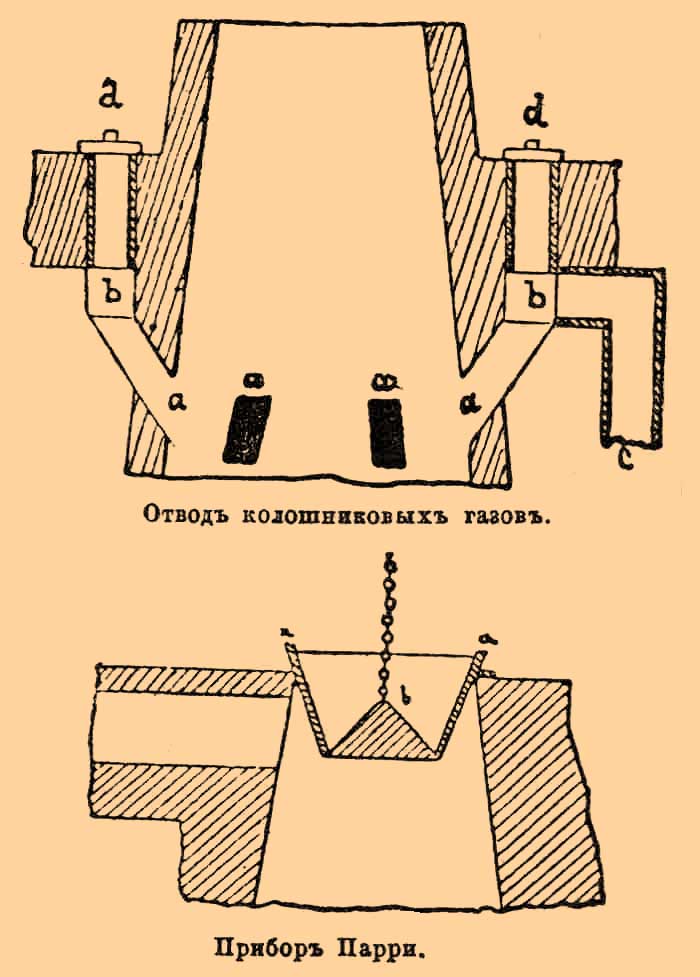 d d
b b
a a a a
c
Отводъ колошниковыхъ газовъ.
a a
b
Приборъ Парри.